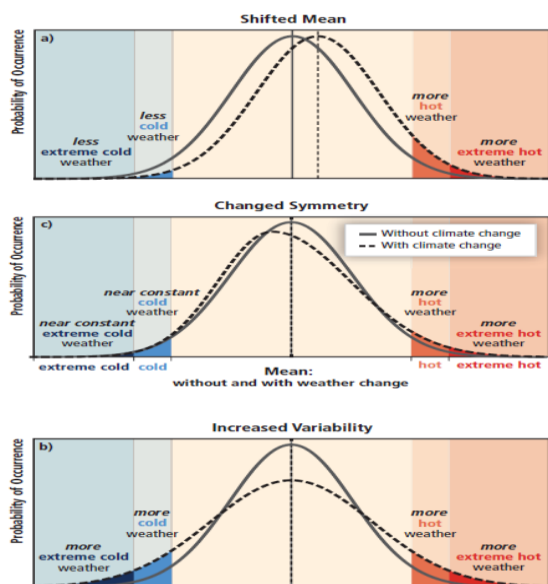 Shifted Mean
a)
Probability of Occurrence
less
extreme cold
weather
less
cold
weather
more
hot
weather
more
extreme hot
weather
Changed Symmetry
c)
Probability of Occurrence
Without climate change
With climate change
near constant
extreme cold
weather
near constant
cold
weather
more
hot
weather
more
extreme hot
weather
extreme cold
cold
Mean:
without and with weather change
hot
extreme hot
Increased Variability
b)
Probability of Occurrence
more
extreme cold
weather
more
cold
weather
more
hot
weather
more
extreme hot
weather